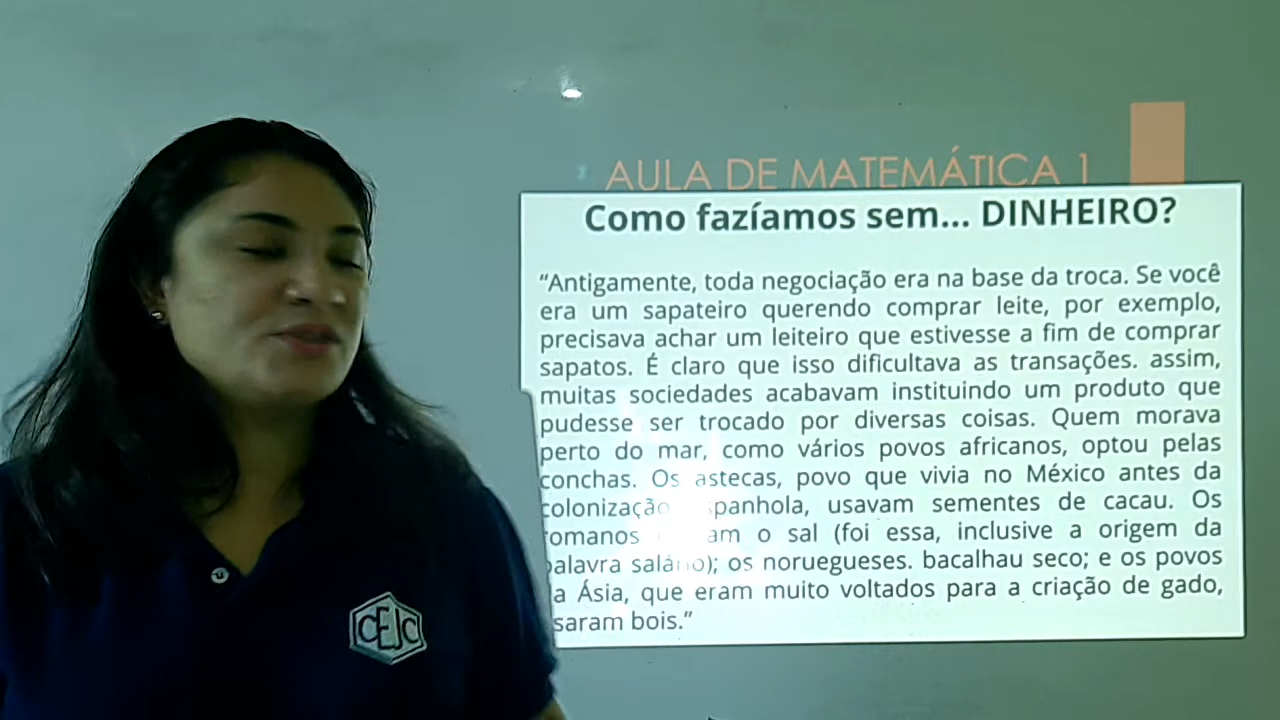 AULA DE MATEMÁTICA 1
Como fazíamos sem... DINHEIRO?
“Antigamente, toda negociação era na base da troca. Se você
era um sapateiro querendo comprar leite, por exemplo,
precisava achar um leiteiro que estivesse a fim de comprar
sapatos. É claro que isso dificultava as transações. assim,
muitas sociedades acabavam instituindo um produto que
pudesse ser trocado por diversas coisas. Quem morava
perto do mar, como vários povos africanos, optou pelas
conchas. Os astecas, povo que vivia no México antes da
colonização panhola, usavam sementes de cacau. Os
romanos am o sal (foi essa, inclusive a origem da
palavra salário); os noruegueses. bacalhau seco; e os povos
a Ásia, que eram muito voltados para a criação de gado,
saram bois.”
CEJC